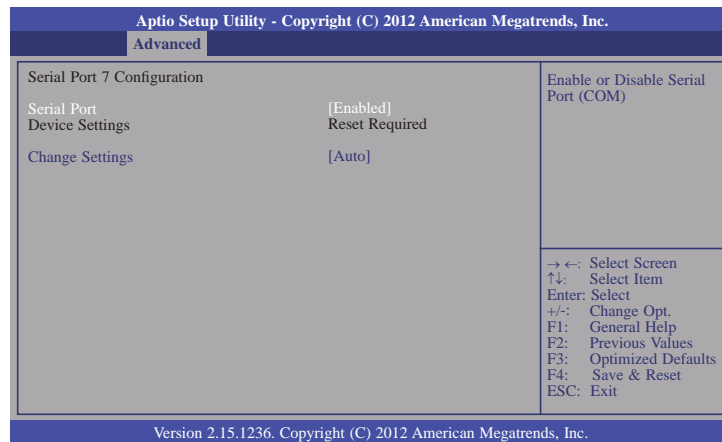 Aptio Setup Utility - Copyright (C) 2012 American Megatrends, Inc.
Advanced
Serial Port 7 Configuration
Serial Port [Enabled]
Device Settings Reset Required
Change Settings [Auto]
Enable or Disable Serial
Port (COM)
→ ←: Select Screen
↑↓: Select Item
Enter: Select
+/-: Change Opt.
F1: General Help
F2: Previous Values
F3: Optimized Defaults
F4: Save & Reset
ESC: Exit
Version 2.15.1236. Copyright (C) 2012 American Megatrends, Inc.